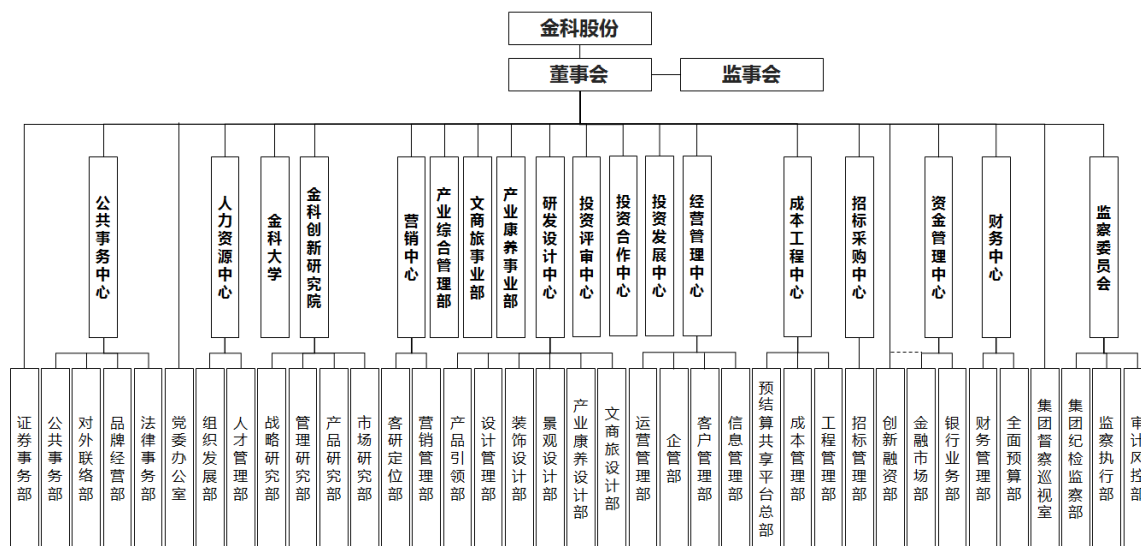 金科股份
董事会
监事会
公共事务中心
人力资源中心
金科大学
金科创新研究院
营销中心
产业综合管理部
文商旅事业部
产业康养事业部
研发设计中心
投资评审中心
投资合作中心
投资发展中心
经营管理中心
成本工程中心
招标采购中心
资金管理中心
财务中心
监察委员会
证券事务部
公共事务部
对外联络部
品牌经营部
法律事务部
党委办公室
组织发展部
人才管理部
战略研究部
管理研究部
产品研究部
市场研究部
客研定位部
营销管理部
产品引领部
设计管理部
装饰设计部
景观设计部
产业康养设计部
文商旅设计部
运营管理部
企管部
客户管理部
信息管理部
预结算共享平台总部
成本管理部
工程管理部
招标管理部
创新融资部
金融市场部
银行业务部
财务管理部
全面预算部
集团督察巡视室
集团纪检监察部
监察执行部
审计风控部